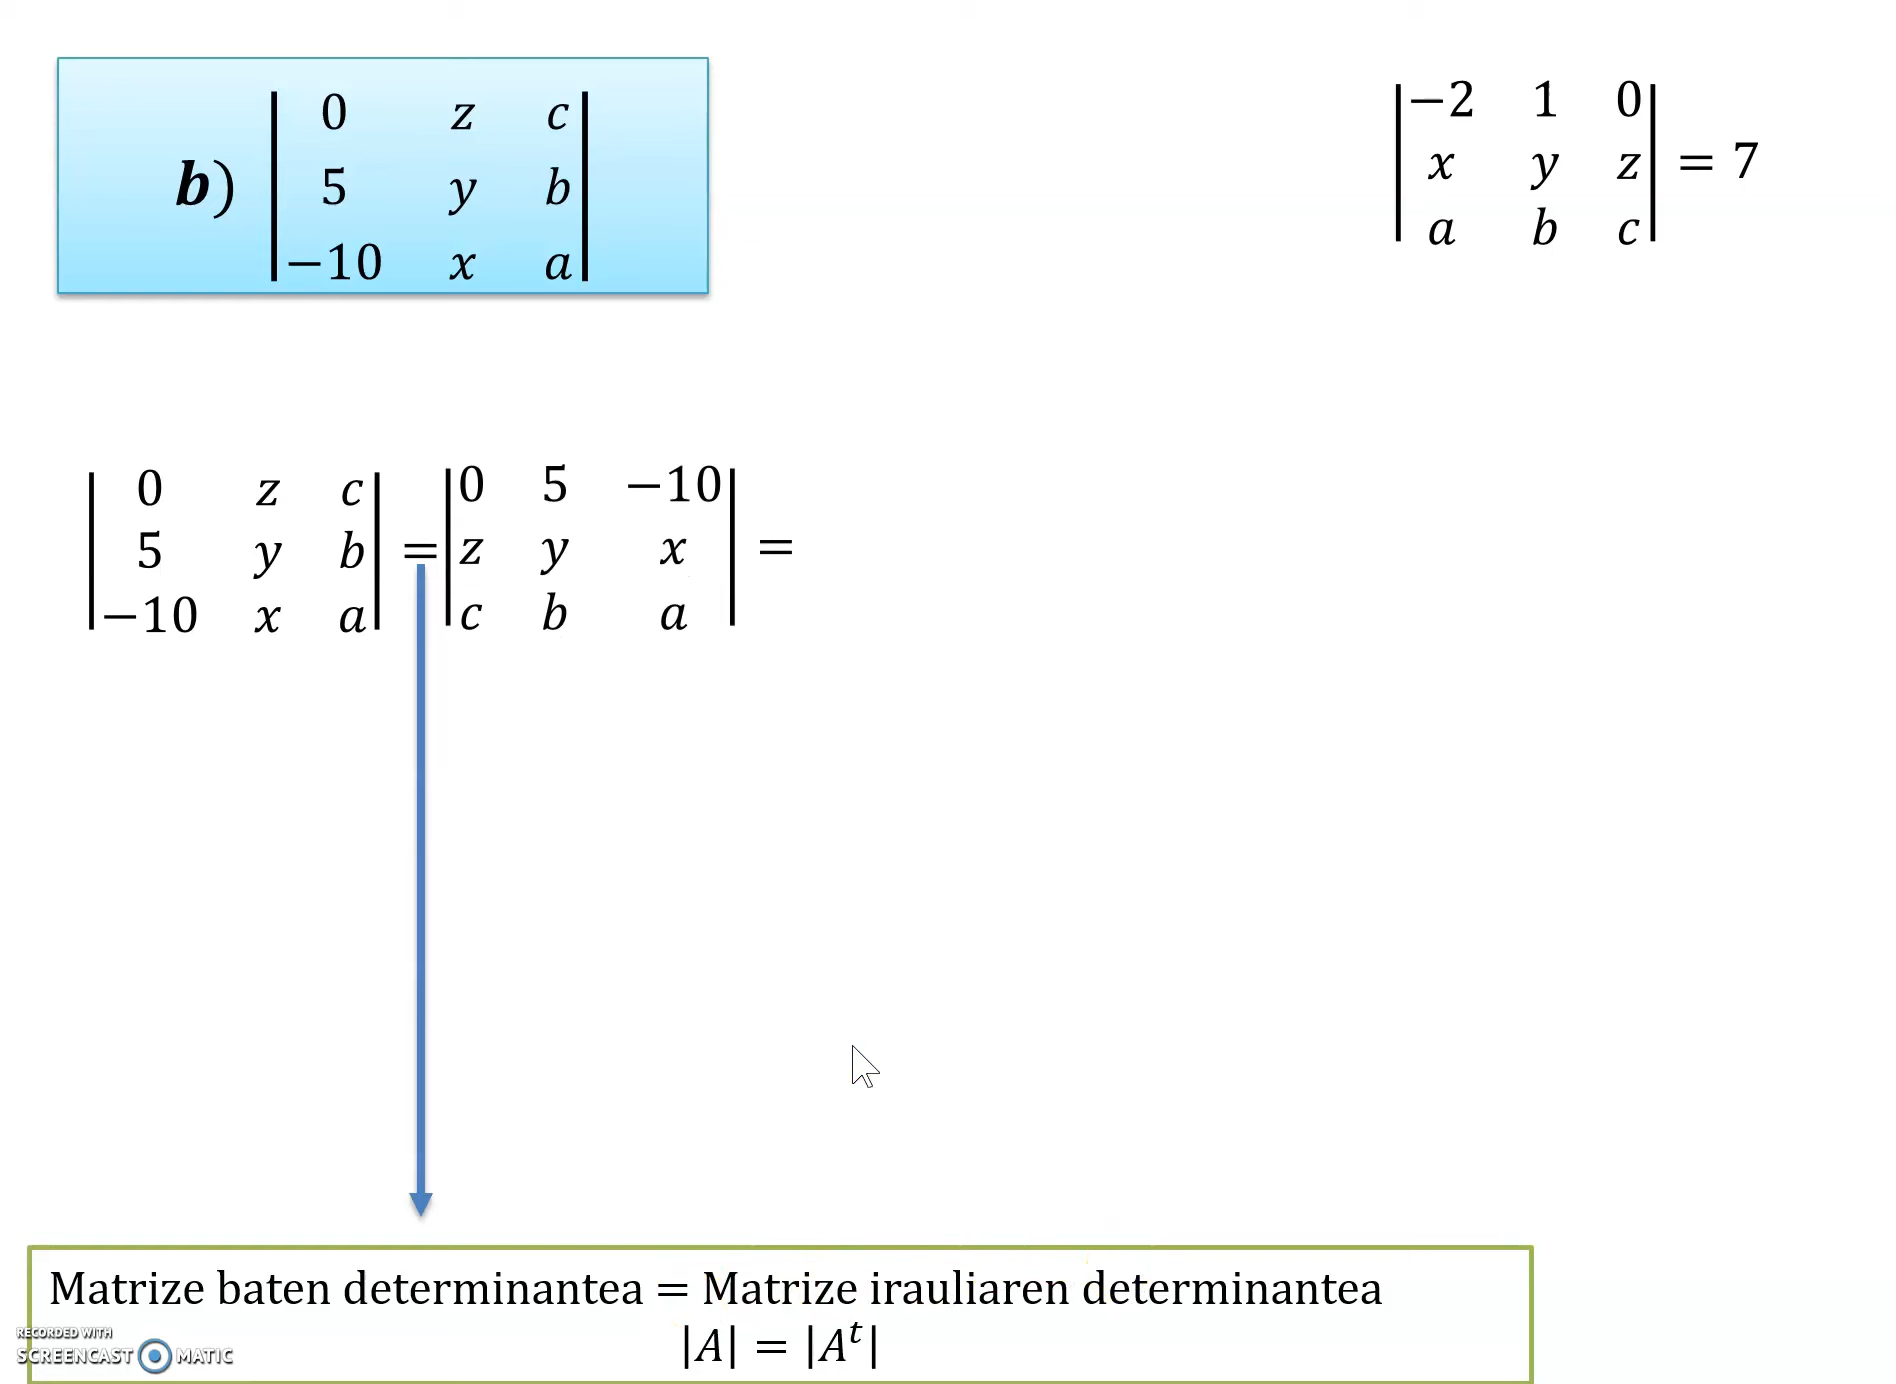 b) | 0 z c |
| 5 y b |
| −10 x a |
| −2 1 0 |
| x y z | = 7
| a b c |
| 0 z c | | 0 5 −10 |
| 5 y b | = | z y x | =
| −10 x a | | c b a |
Matrize baten determinantea = Matrize irauliaren determinantea
|A| = |Aᵗ|
RECORDED WITH
SCREENCAST MATIC